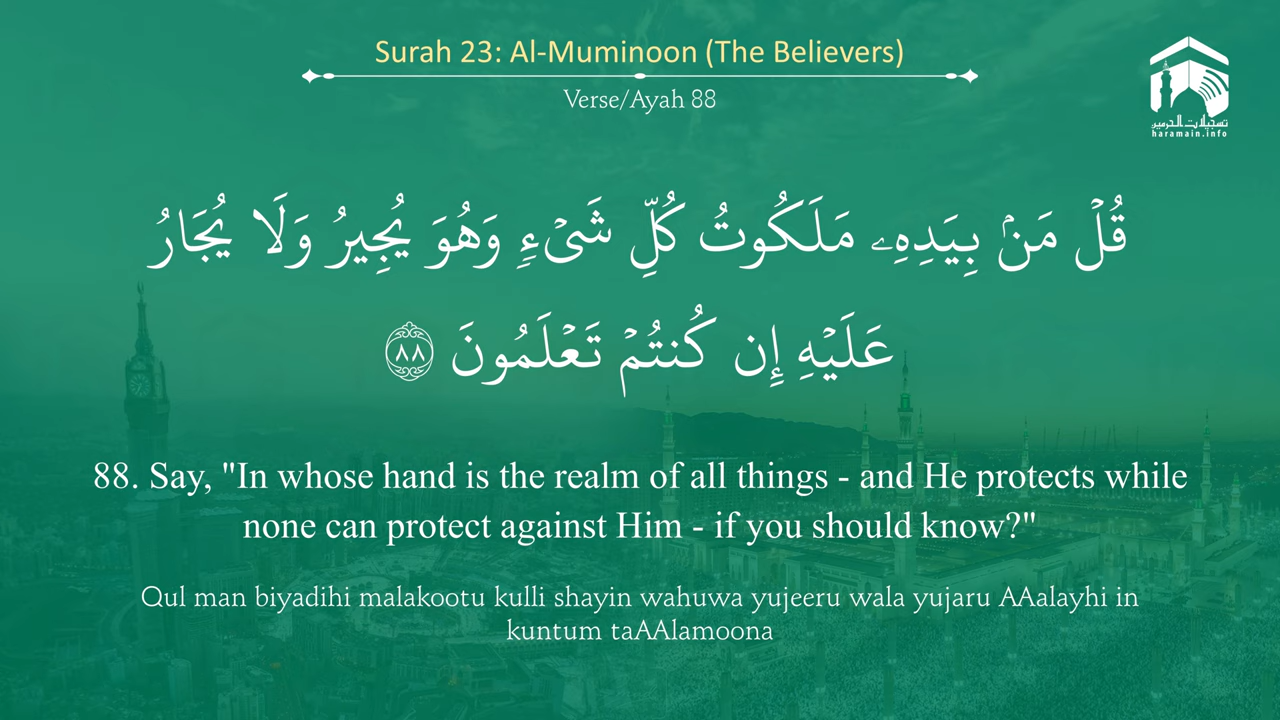 Surah 23: Al-Muminoon (The Believers)
Verse/Ayah 88
تسجيلات الحرمين
haramain.info
قُلۡ مَنۢ بِيَدِهِۦ مَلَكُوتُ كُلِّ شَيۡءٖ وَهُوَ يُجِيرُ وَلَا يُجَارُ
عَلَيۡهِ إِن كُنتُمۡ تَعۡلَمُونَ ٨٨
88. Say, "In whose hand is the realm of all things - and He protects while
none can protect against Him - if you should know?"
Qul man biyadihi malakootu kulli shayin wahuwa yujeeru wala yujaru AAalayhi in
kuntum taAAlamoona